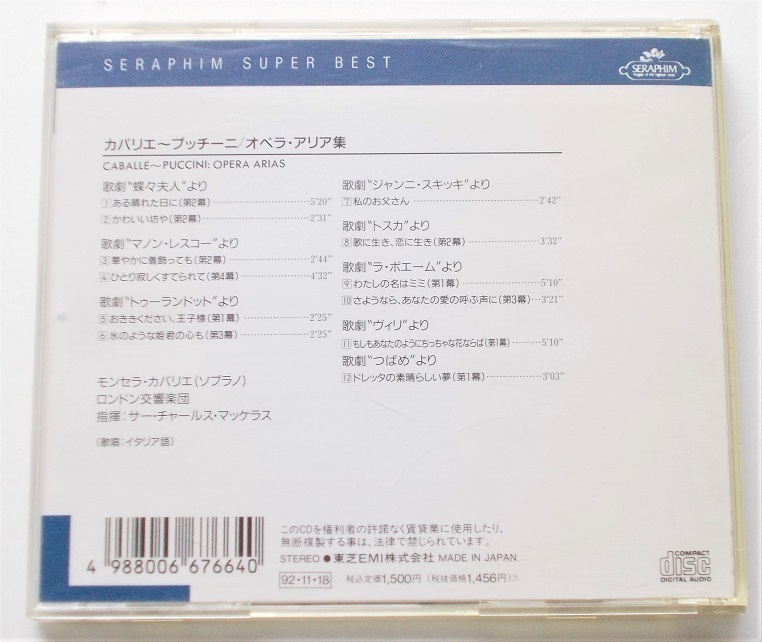 SERAPHIM SUPER BEST
SERAPHIM
カバリエ〜プッチーニ/オペラ・アリア集
CABALLE〜PUCCINI: OPERA ARIAS
歌劇“蝶々夫人”より
1 ある晴れた日に(第2幕) 5'20"
2 かわいい坊や(第2幕) 2'31"
歌劇“マノン・レスコー”より
3 華やかに着飾っても(第2幕) 2'44"
4 ひとり寂しくすてられて(第4幕) 4'32"
歌劇“トゥーランドット”より
5 おききください、王子様(第1幕) 2'25"
6 氷のような姫君の心も(第3幕) 2'25"
モンセラ・カバリエ(ソプラノ)
ロンドン交響楽団
指揮:サー・チャールス・マッケラス
(歌唱:イタリア語)
歌劇“ジャンニ・スキッキ”より
7 私のお父さん 2'42"
歌劇“トスカ”より
8 歌に生き、恋に生き(第2幕) 3'32"
歌劇“ラ・ボエーム”より
9 わたしの名はミミ(第1幕) 5'10"
10 さようなら、あなたの愛の呼ぶ声に(第3幕) 3'21"
歌劇“ヴィリ”より
11 もしもあなたのようにちっちゃな花ならば(第1幕) 5'10"
歌劇“つばめ”より
12 ドレッタの素晴らしい夢(第1幕) 3'03"
4 988006 676640
このCDを権利者の許諾なく賃貸業に使用したり、
無断複製する事は、法律で禁じられています。
STEREO ● 東芝EMI株式会社 MADE IN JAPAN
92・11・18 税込定価1,500円 (税抜価格1,456円)
COMPACT
disc
DIGITAL AUDIO